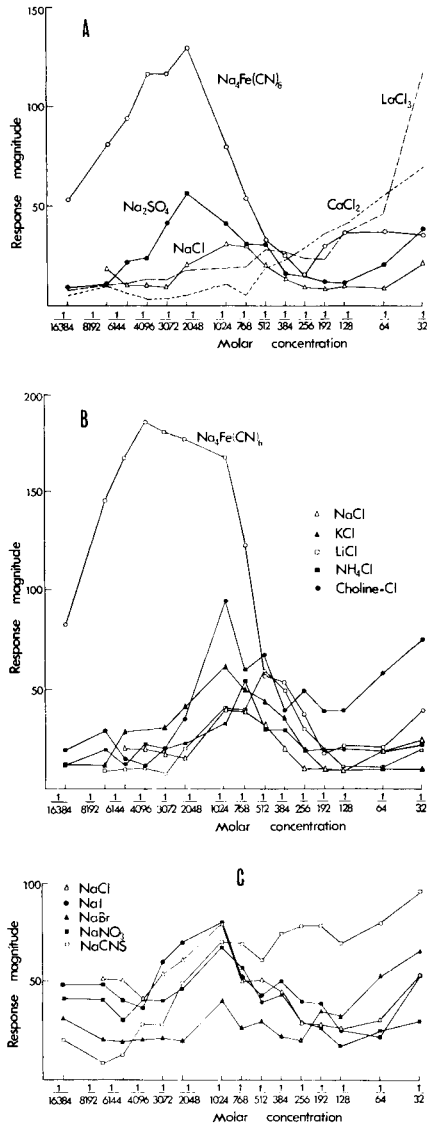 A
150
100
50
Response magnitude
Na₄Fe(CN)₆
LaCl₃
Na₂SO₄
CaCl₂
NaCl
1/16384 1/8192 1/6144 1/4096 1/3072 1/2048 1/1024 1/768 1/512 1/384 1/256 1/192 1/128 1/64 1/32
Molar concentration
B
200
150
100
50
Response magnitude
Na₄Fe(CN)₆
NaCl
KCl
LiCl
NH₄Cl
Choline-Cl
1/16384 1/8192 1/6144 1/4096 1/3072 1/2048 1/1024 1/768 1/512 1/384 1/256 1/192 1/128 1/64 1/32
Molar concentration
C
100
50
Response magnitude
NaCl
NaI
NaBr
NaNO₃
NaCNS
1/16384 1/8192 1/6144 1/4096 1/3072 1/2048 1/1024 1/768 1/512 1/384 1/256 1/192 1/128 1/64 1/32
Molar concentration